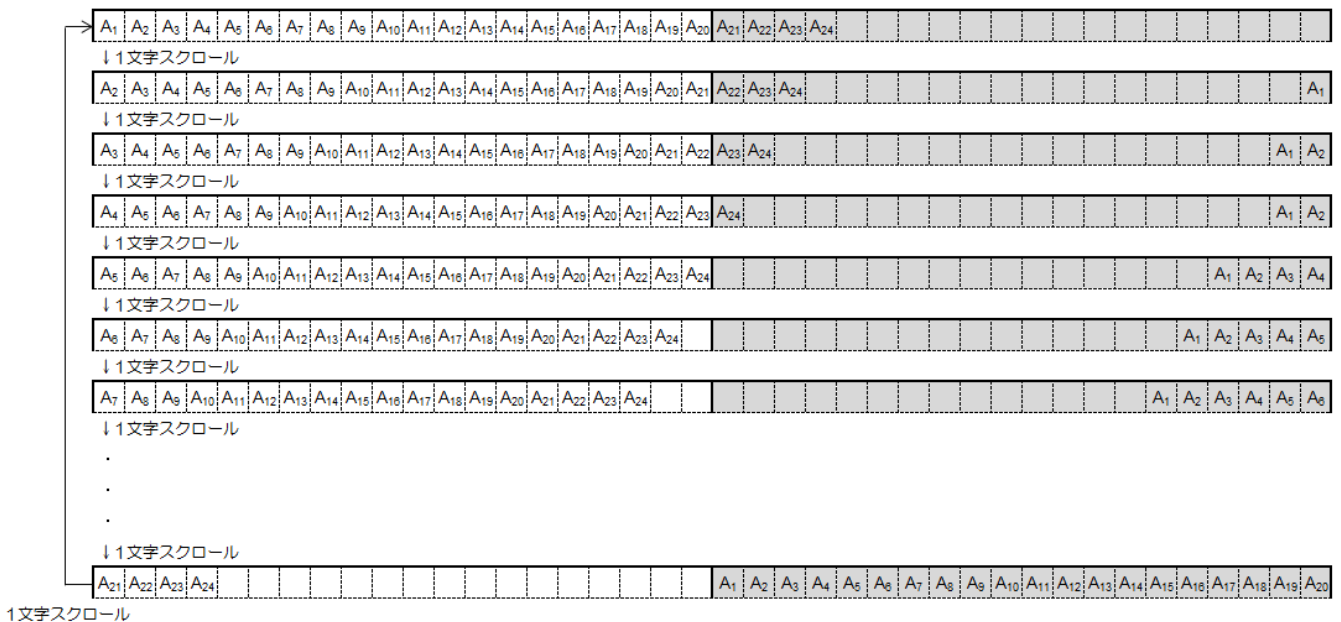 A1 A2 A3 A4 A5 A6 A7 A8 A9 A10 A11 A12 A13 A14 A15 A16 A17 A18 A19 A20 A21 A22 A23 A24
↓1文字スクロール
A2 A3 A4 A5 A6 A7 A8 A9 A10 A11 A12 A13 A14 A15 A16 A17 A18 A19 A20 A21 A22 A23 A24 A1
↓1文字スクロール
A3 A4 A5 A6 A7 A8 A9 A10 A11 A12 A13 A14 A15 A16 A17 A18 A19 A20 A21 A22 A23 A24 A1 A2
↓1文字スクロール
A4 A5 A6 A7 A8 A9 A10 A11 A12 A13 A14 A15 A16 A17 A18 A19 A20 A21 A22 A23 A24 A1 A2
↓1文字スクロール
A5 A6 A7 A8 A9 A10 A11 A12 A13 A14 A15 A16 A17 A18 A19 A20 A21 A22 A23 A24 A1 A2 A3 A4
↓1文字スクロール
A6 A7 A8 A9 A10 A11 A12 A13 A14 A15 A16 A17 A18 A19 A20 A21 A22 A23 A24 A1 A2 A3 A4 A5
↓1文字スクロール
A7 A8 A9 A10 A11 A12 A13 A14 A15 A16 A17 A18 A19 A20 A21 A22 A23 A24 A1 A2 A3 A4 A5 A6
↓1文字スクロール
・
・
・
↓1文字スクロール
A21 A22 A23 A24 A1 A2 A3 A4 A5 A6 A7 A8 A9 A10 A11 A12 A13 A14 A15 A16 A17 A18 A19 A20
1文字スクロール